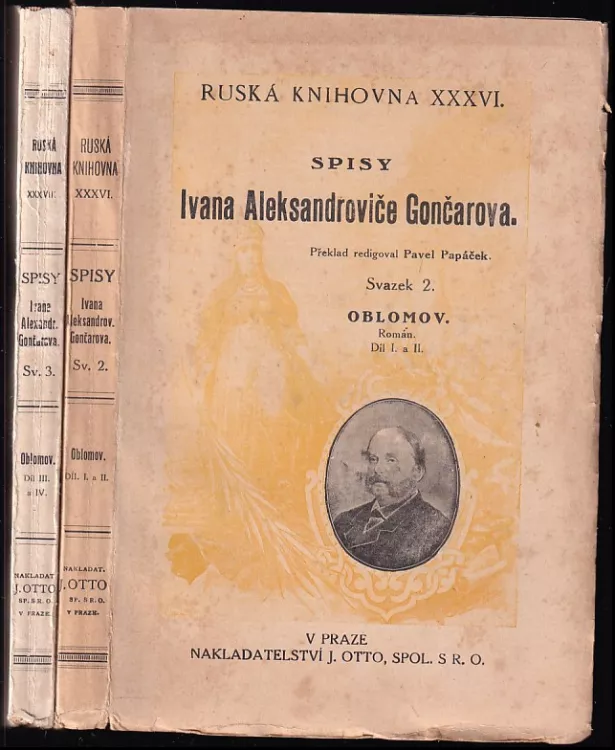 RUSKÁ
KNIHOVNA
XXXVII.
SPISY
Ivana
Alexandr.
Gončarova.
Sv. 3.
Oblomov.
Díl III.
a IV.
NAKLADAT.
J. OTTO
SP. S R. O.
V PRAZE.
RUSKÁ
KNIHOVNA
XXXVI.
SPISY
Ivana
Aleksandrov.
Gončarova.
Sv. 2.
Oblomov.
Díl. I. a II.
NAKLADAT.
J. OTTO
SP. S R. O.
V PRAZE.
RUSKÁ KNIHOVNA XXXVI.
SPISY
Ivana Aleksandroviče Gončarova.
Překlad redigoval Pavel Papáček.
Svazek 2.
OBLOMOV.
Román.
Díl I. a II.
V PRAZE
NAKLADATELSTVÍ J. OTTO, SPOL. S R. O.